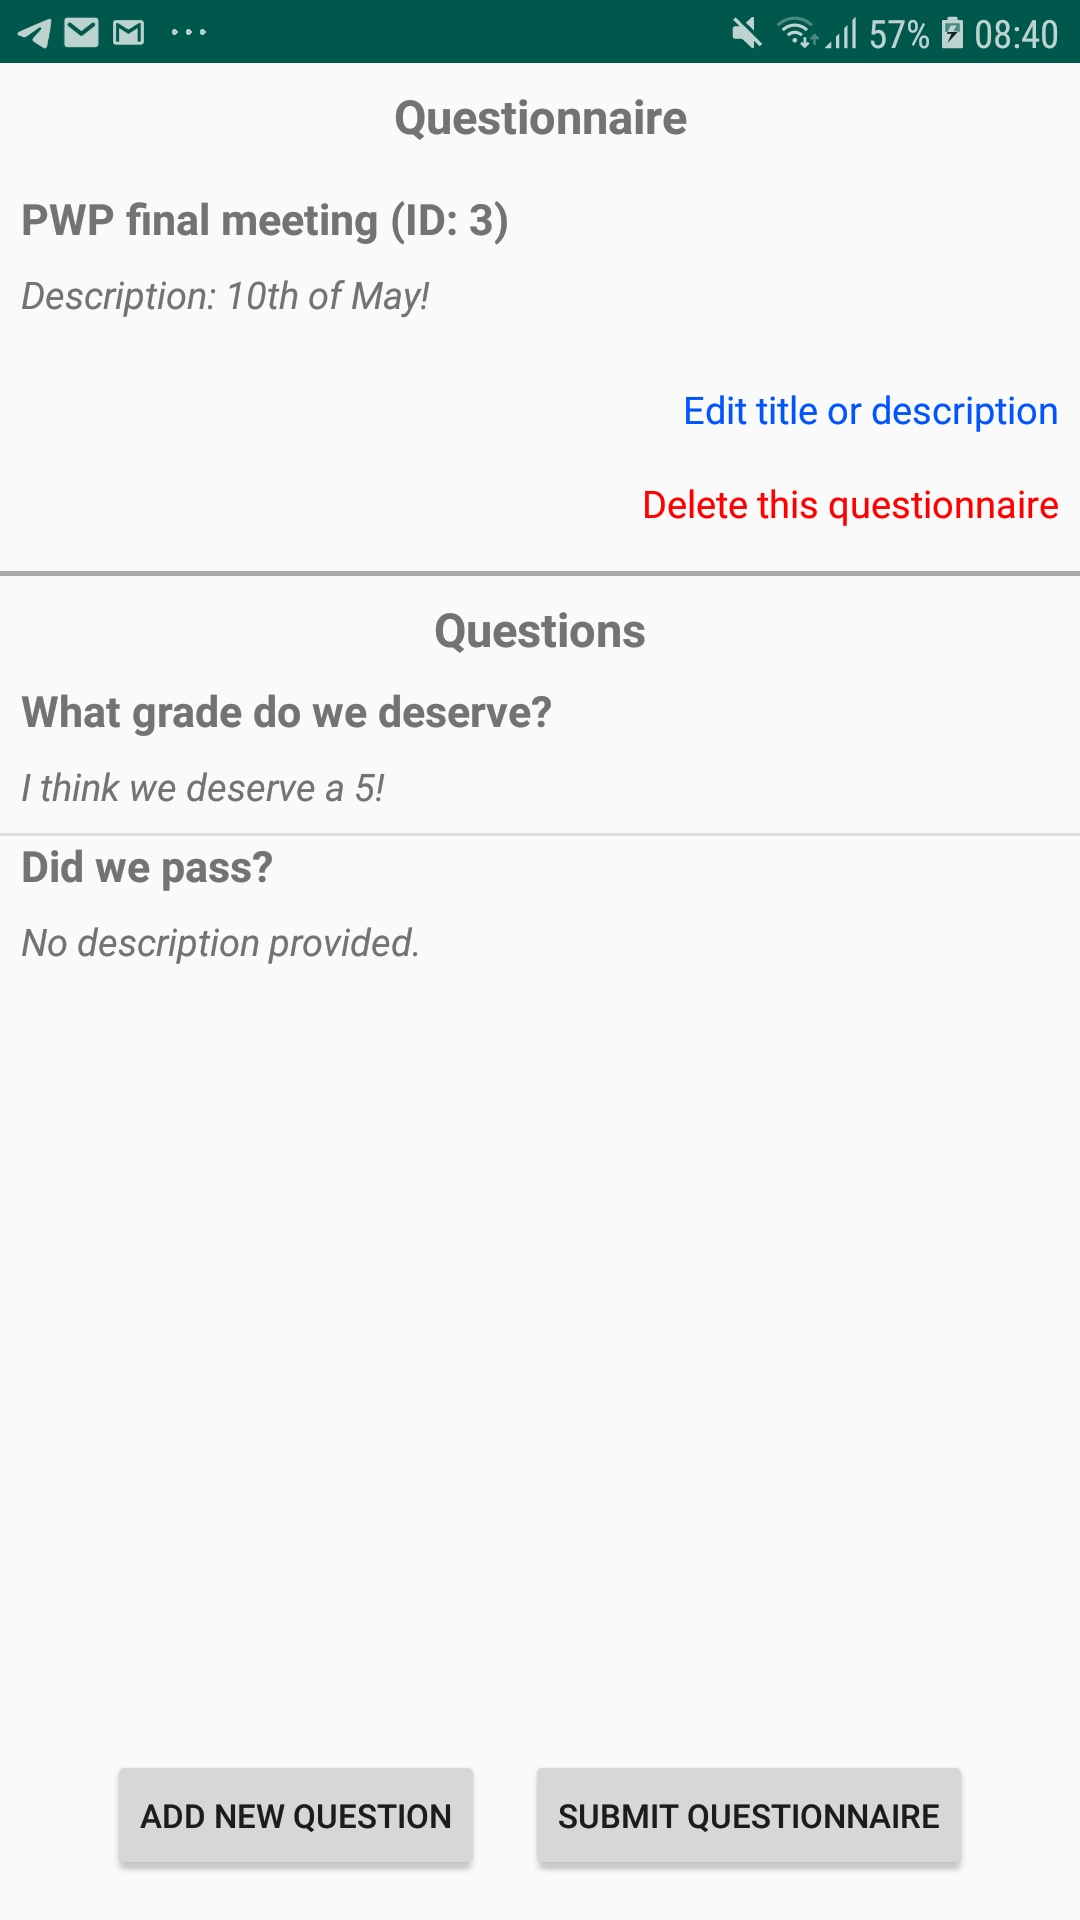 57% 08:40
Questionnaire
PWP final meeting (ID: 3)
Description: 10th of May!
Edit title or description
Delete this questionnaire
Questions
What grade do we deserve?
I think we deserve a 5!
Did we pass?
No description provided.
ADD NEW QUESTION SUBMIT QUESTIONNAIRE